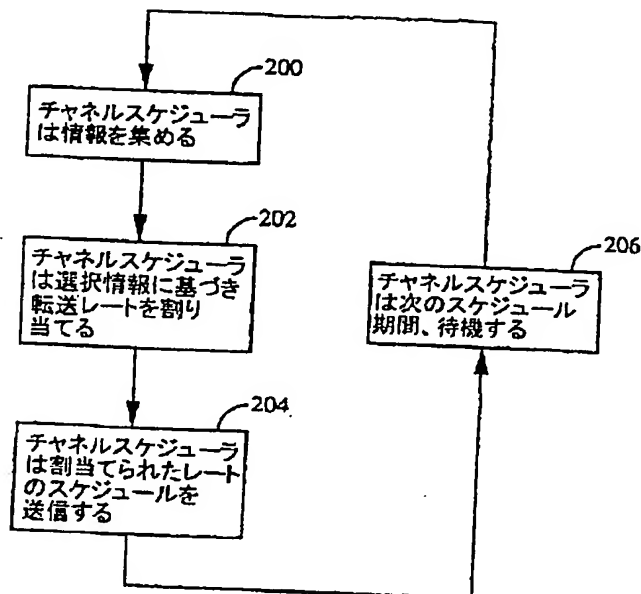 200
チャネルスケジューラ
は情報を集める
202
チャネルスケジューラ
は選択情報に基づき
転送レートを割り
当てる
204
チャネルスケジューラ
は割当てられたレート
のスケジュールを
送信する
206
チャネルスケジューラ
は次のスケジュール
期間、待機する